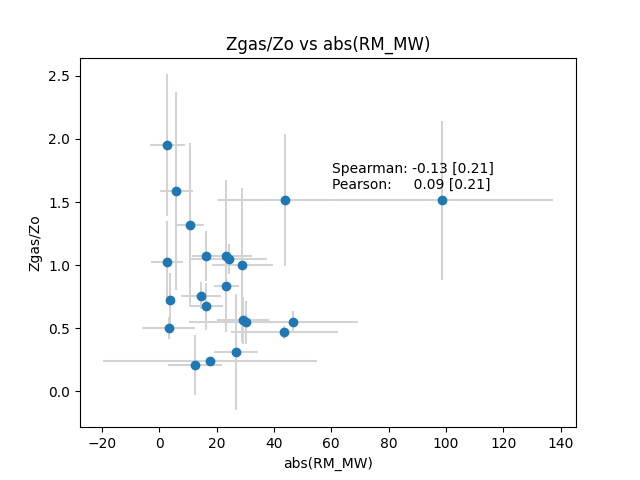 Zgas/Zo vs abs(RM_MW)
2.5
2.0
1.5
1.0
0.5
0.0
Zgas/Zo
Spearman: -0.13 [0.21]
Pearson: 0.09 [0.21]
−20 0 20 40 60 80 100 120 140
abs(RM_MW)